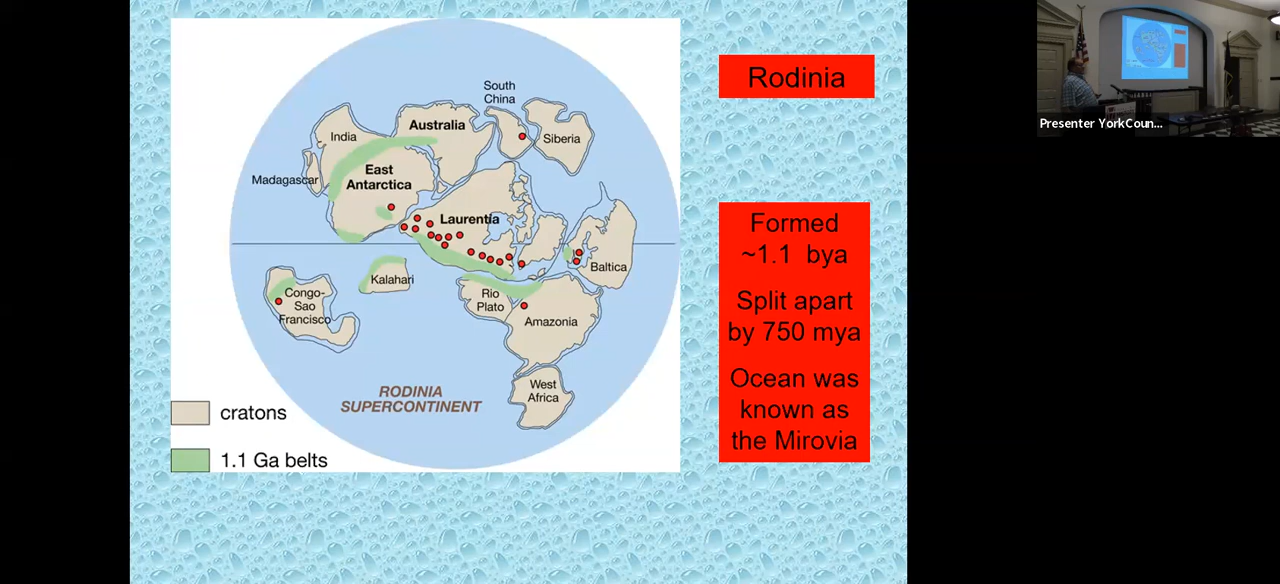 Rodinia
South
China
Australia
India
Siberia
East
Antarctica
Madagascar
Laurentia
Baltica
Kalahari
Congo-
Sao
Francisco
Rio
Plato
Amazonia
West
Africa
RODINIA
SUPERCONTINENT
cratons
1.1 Ga belts
Formed
~1.1 bya
Split apart
by 750 mya
Ocean was
known as
the Mirovia
Presenter YorkCoun...